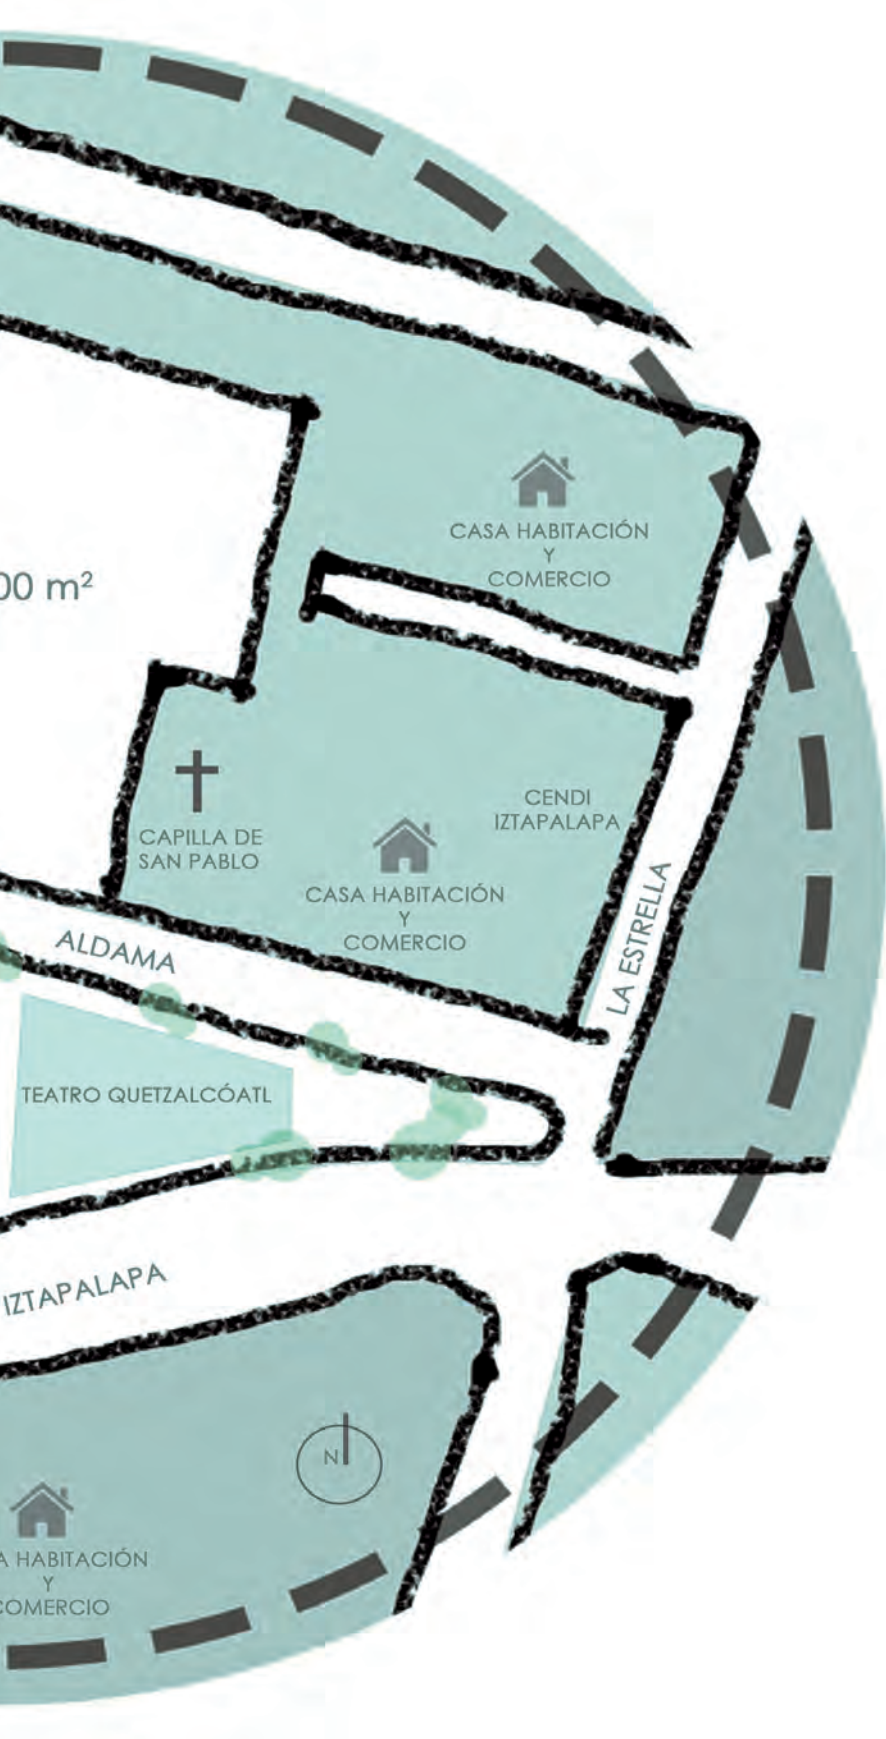 CASA HABITACIÓN
Y
COMERCIO
00 m²
CENDI
IZTAPALAPA
CAPILLA DE
SAN PABLO
CASA HABITACIÓN
Y
COMERCIO
LA ESTRELLA
ALDAMA
TEATRO QUETZALCÓATL
IZTAPALAPA
N
A HABITACIÓN
Y
COMERCIO